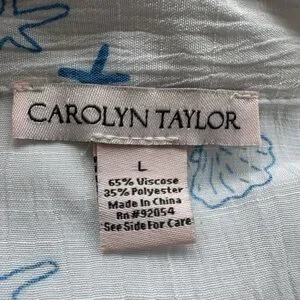 CAROLYN TAYLOR
L
65% Viscose
35% Polyester
Made In China
Rn#92054
See Side For Care